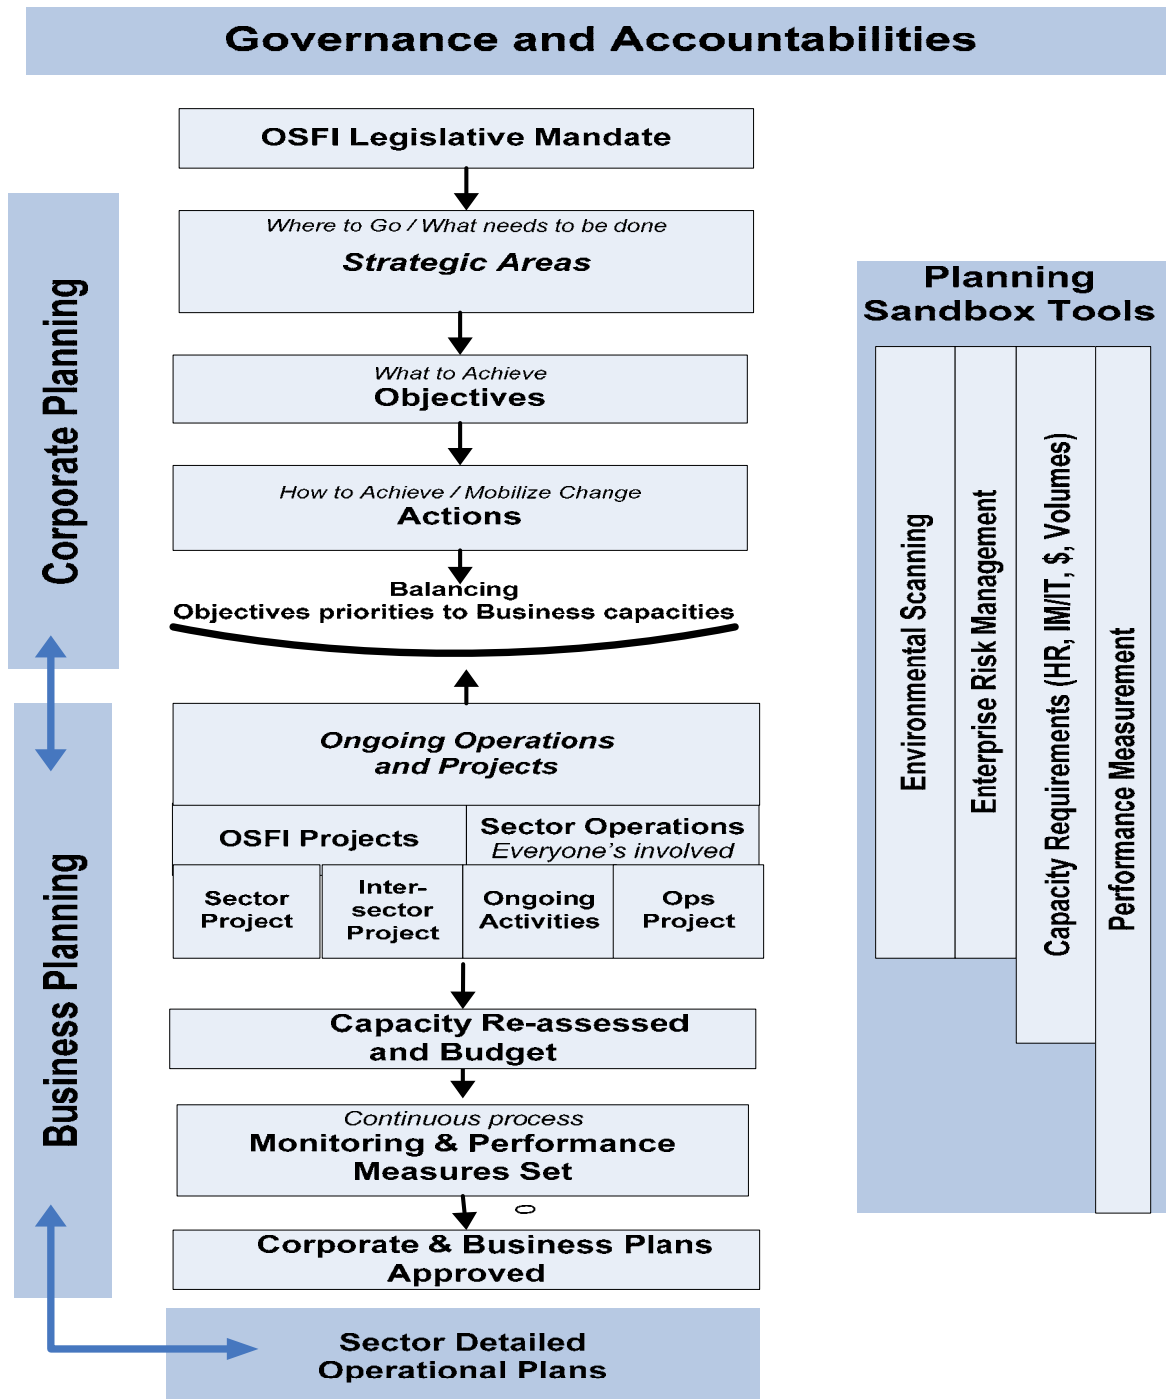 Governance and Accountabilities
OSFI Legislative Mandate
Where to Go / What needs to be done
Strategic Areas
What to Achieve
Objectives
How to Achieve / Mobilize Change
Actions
Balancing
Objectives priorities to Business capacities
Ongoing Operations
and Projects
OSFI Projects
Sector Operations
Everyone's involved
Sector
Project
Inter-
sector
Project
Ongoing
Activities
Ops
Project
Capacity Re-assessed
and Budget
Continuous process
Monitoring & Performance
Measures Set
Corporate & Business Plans
Approved
Sector Detailed
Operational Plans
Corporate Planning
Business Planning
Planning
Sandbox Tools
Environmental Scanning
Enterprise Risk Management
Capacity Requirements (HR, IM/IT, $, Volumes)
Performance Measurement